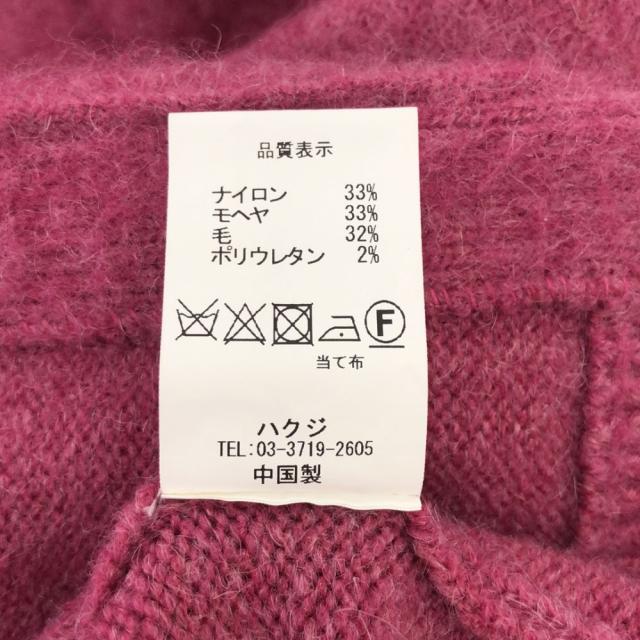 品質表示
ナイロン 33%
モヘヤ 33%
毛 32%
ポリウレタン 2%
F
当て布
ハクジ
TEL:03-3719-2605
中国製